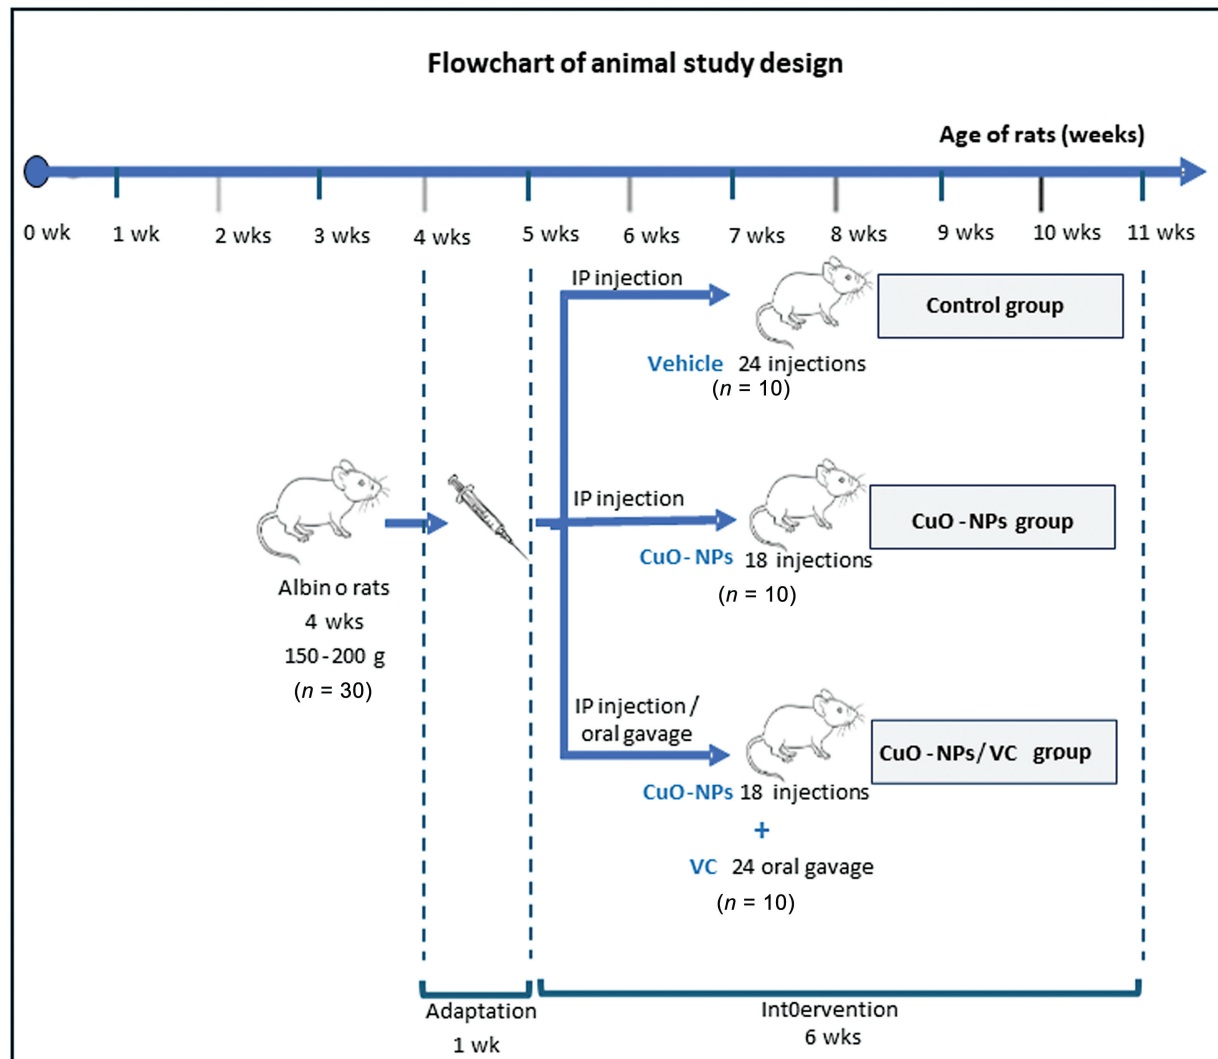 Flowchart of animal study design
Age of rats (weeks)
0 wk 1 wk 2 wks 3 wks 4 wks 5 wks 6 wks 7 wks 8 wks 9 wks 10 wks 11 wks
IP injection
Control group
Vehicle 24 injections
(n = 10)
IP injection
CuO-NPs group
CuO-NPs 18 injections
(n = 10)
Albino rats
4 wks
150-200 g
(n = 30)
IP injection/
oral gavage
CuO-NPs/VC group
CuO-NPs 18 injections
+
VC 24 oral gavage
(n = 10)
Adaptation
1 wk
Int0ervention
6 wks